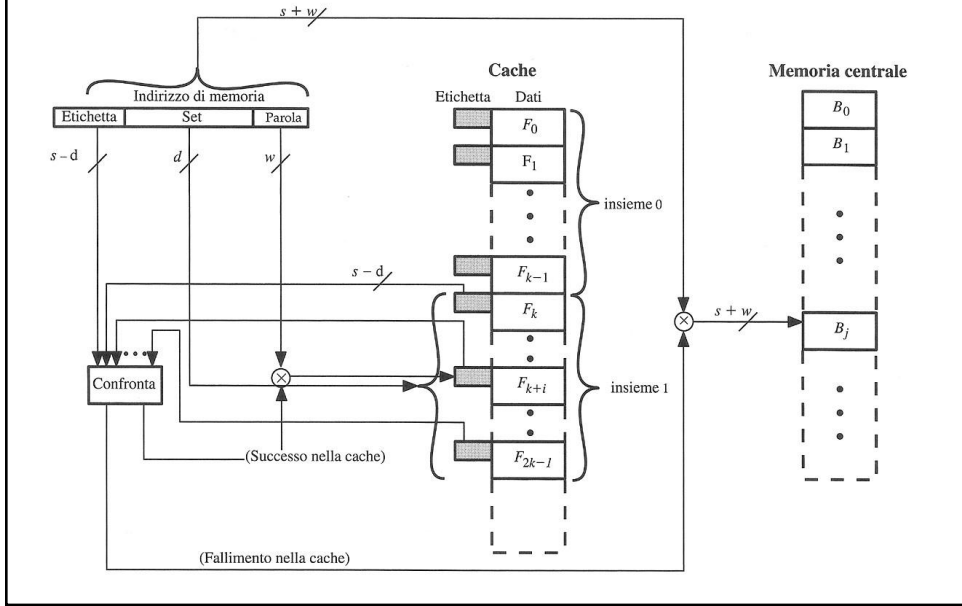 s + w
Cache
Memoria centrale
Indirizzo di memoria
Etichetta Dati
Etichetta Set Parola
F0
B0
s – d
d
w
F1
B1
insieme 0
s – d
Fk–1
Fk
s + w
Bj
Confronta
Fk+i
insieme 1
(Successo nella cache)
F2k–1
(Fallimento nella cache)